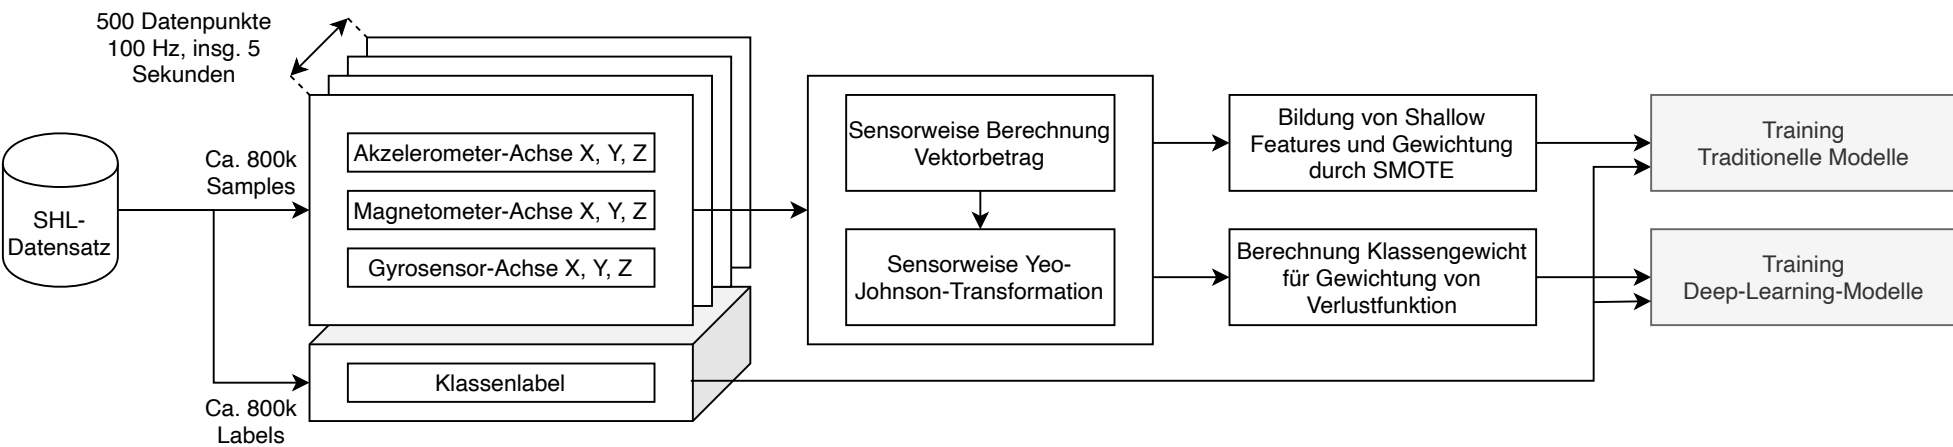 500 Datenpunkte
100 Hz, insg. 5
Sekunden
SHL-
Datensatz
Ca. 800k
Samples
Ca. 800k
Labels
Akzelerometer-Achse X, Y, Z
Magnetometer-Achse X, Y, Z
Gyrosensor-Achse X, Y, Z
Klassenlabel
Sensorweise Berechnung
Vektorbetrag
Sensorweise Yeo-
Johnson-Transformation
Bildung von Shallow
Features und Gewichtung
durch SMOTE
Berechnung Klassengewicht
für Gewichtung von
Verlustfunktion
Training
Traditionelle Modelle
Training
Deep-Learning-Modelle